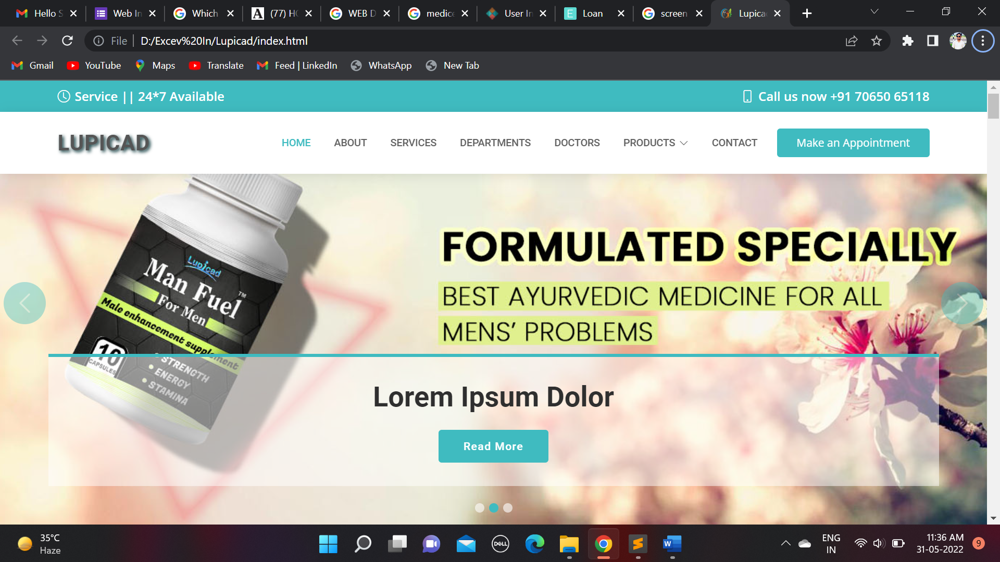 Hello S
Web In
Which
(77) HO
WEB D
medice
User In
Loan
screen
Lupica
File
D:/Excev%20In/Lupicad/index.html
Gmail
YouTube
Maps
Translate
Feed | LinkedIn
WhatsApp
New Tab
Service || 24*7 Available
Call us now +91 70650 65118
LUPICAD
HOME
ABOUT
SERVICES
DEPARTMENTS
DOCTORS
PRODUCTS
CONTACT
Make an Appointment
Lupicad
Man Fuel™
For Men
Male enhancement supplement
10
CAPSULES
• STRENGTH
• ENERGY
• STAMINA
FORMULATED SPECIALLY
BEST AYURVEDIC MEDICINE FOR ALL
MENS’ PROBLEMS
Lorem Ipsum Dolor
Read More
35°C
Haze
DELL
W
ENG
IN
11:36 AM
31-05-2022
9